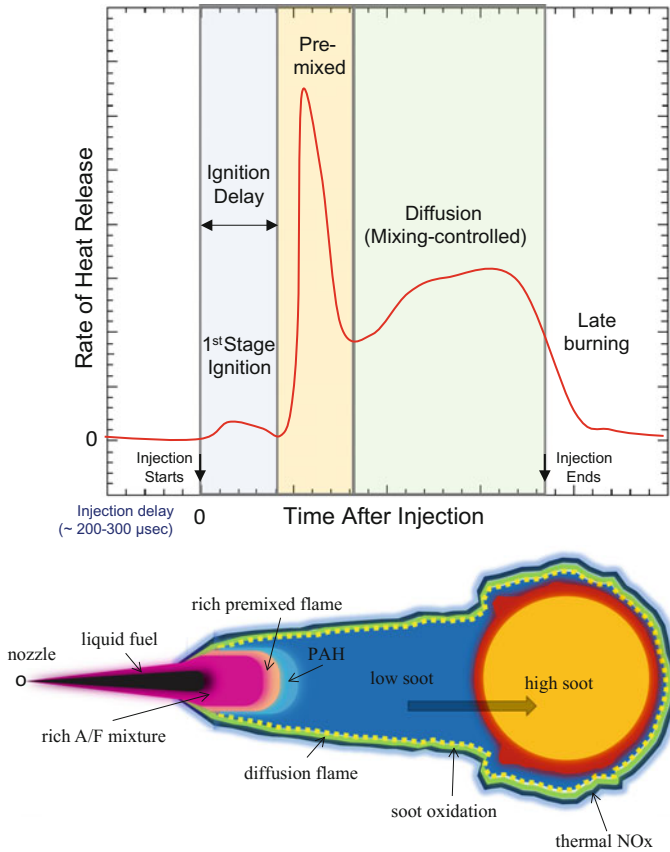 Pre-
mixed
Ignition
Delay
Diffusion
(Mixing-controlled)
Rate of Heat Release
1st Stage
Ignition
Late
burning
0
Injection
Starts
Injection
Ends
Injection delay
(~ 200-300 μsec)
0
Time After Injection
rich premixed flame
liquid fuel
PAH
nozzle
low soot
high soot
rich A/F mixture
diffusion flame
soot oxidation
thermal NOx